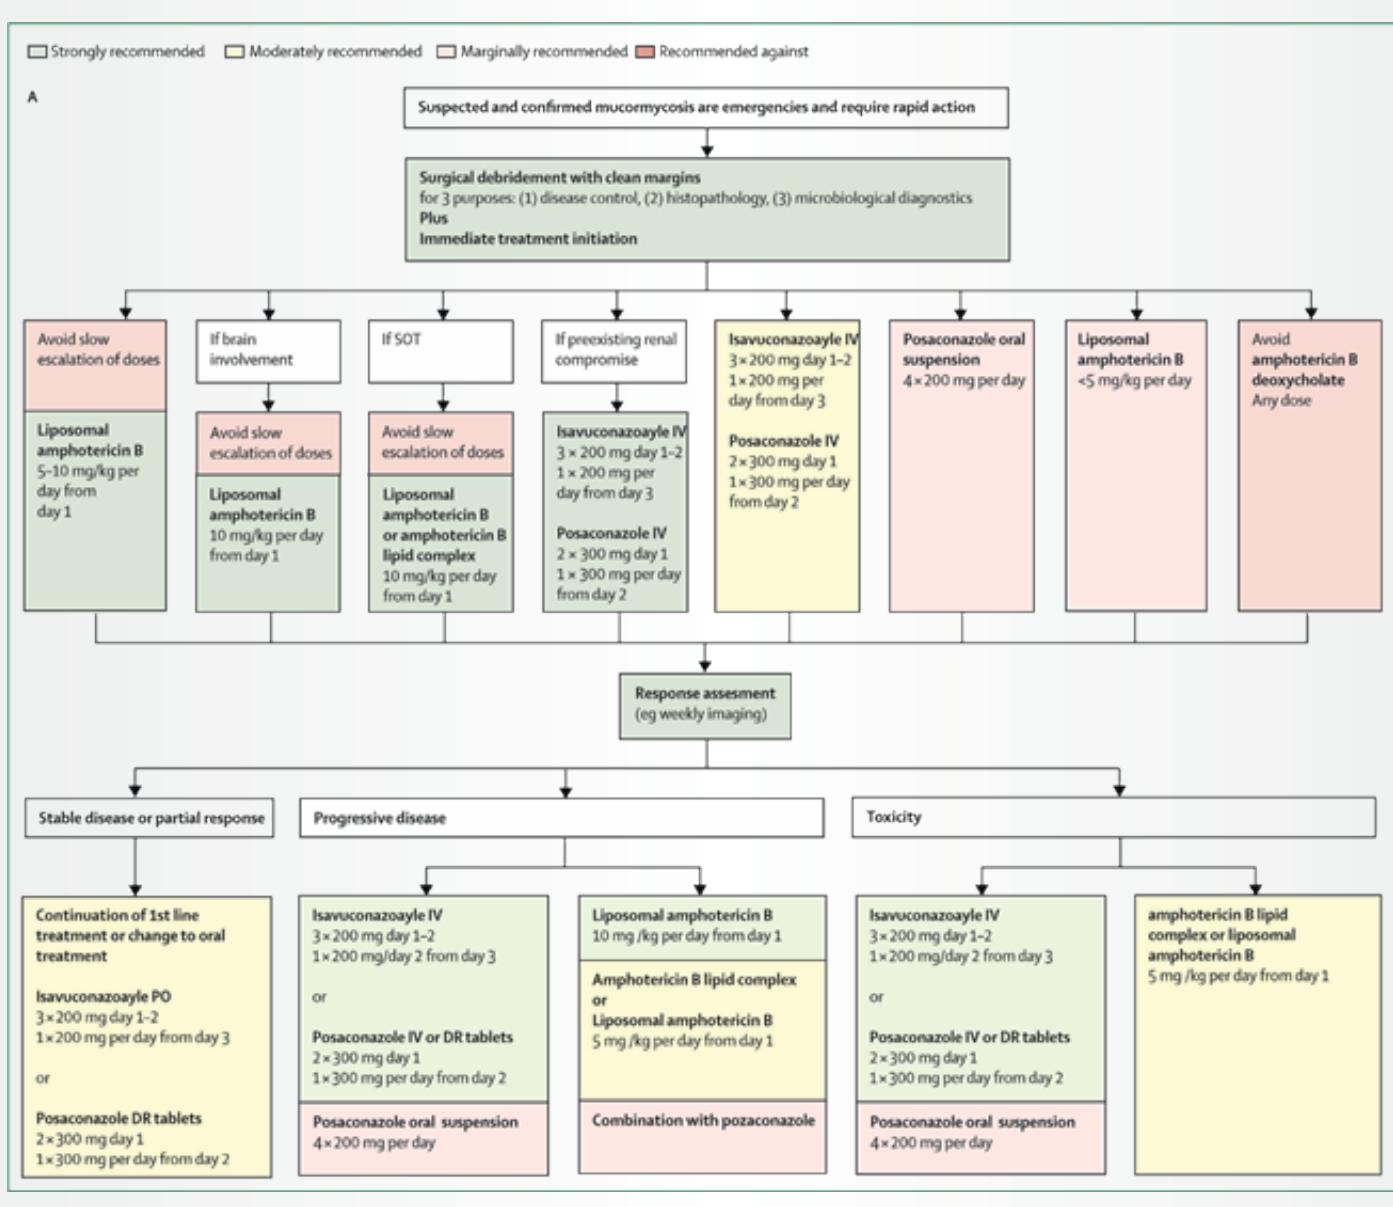 Strongly recommended
Moderately recommended
Marginally recommended
Recommended against
A
Suspected and confirmed mucormycosis are emergencies and require rapid action
Surgical debridement with clean margins
for 3 purposes: (1) disease control, (2) histopathology, (3) microbiological diagnostics
Plus
Immediate treatment initiation
Avoid slow
escalation of doses
Liposomal
amphotericin B
5–10 mg/kg per
day from
day 1
If brain
involvement
Avoid slow
escalation of doses
Liposomal
amphotericin B
10 mg/kg per day
from day 1
If SOT
Avoid slow
escalation of doses
Liposomal
amphotericin B
or amphotericin B
lipid complex
10 mg/kg per day
from day 1
If preexisting renal
compromise
Isavuconazoayle IV
3 × 200 mg day 1–2
1 × 200 mg per
day from day 3
Posaconazole IV
2 × 300 mg day 1
1 × 300 mg per day
from day 2
Isavuconazoayle IV
3×200 mg day 1–2
1×200 mg per
day from day 3
Posaconazole IV
2×300 mg day 1
1×300 mg per day
from day 2
Posaconazole oral
suspension
4×200 mg per day
Liposomal
amphotericin B
<5 mg/kg per day
Avoid
amphotericin B
deoxycholate
Any dose
Response assesment
(eg weekly imaging)
Stable disease or partial response
Continuation of 1st line
treatment or change to oral
treatment
Isavuconazoayle PO
3×200 mg day 1–2
1×200 mg per day from day 3
or
Posaconazole DR tablets
2×300 mg day 1
1×300 mg per day from day 2
Progressive disease
Isavuconazoayle IV
3×200 mg day 1–2
1×200 mg/day 2 from day 3
or
Posaconazole IV or DR tablets
2×300 mg day 1
1×300 mg per day from day 2
Posaconazole oral suspension
4×200 mg per day
Liposomal amphotericin B
10 mg /kg per day from day 1
Amphotericin B lipid complex
or
Liposomal amphotericin B
5 mg /kg per day from day 1
Combination with pozaconazole
Toxicity
Isavuconazoayle IV
3×200 mg day 1–2
1×200 mg/day 2 from day 3
or
Posaconazole IV or DR tablets
2×300 mg day 1
1×300 mg per day from day 2
Posaconazole oral suspension
4×200 mg per day
amphotericin B lipid
complex or liposomal
amphotericin B
5 mg /kg per day from day 1